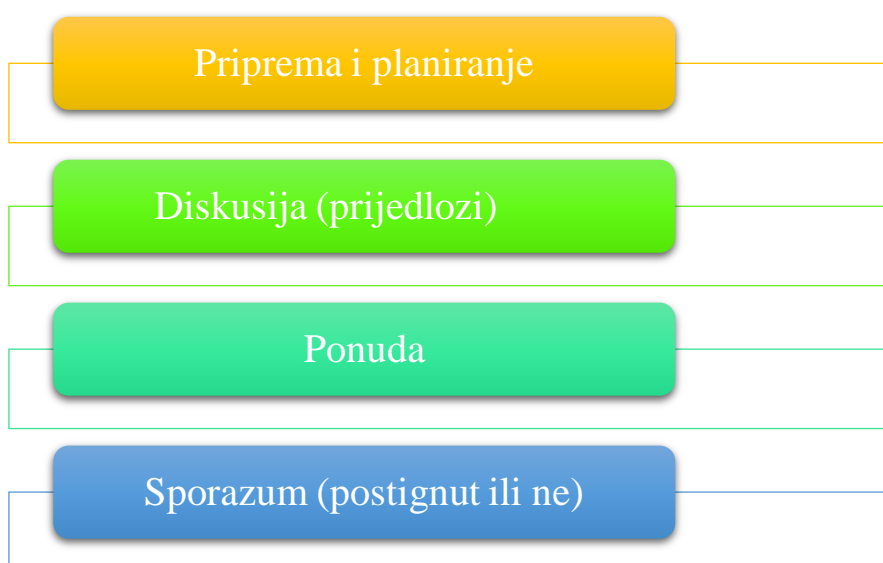 Priprema i planiranje
Diskusija (prijedlozi)
Ponuda
Sporazum (postignut ili ne)